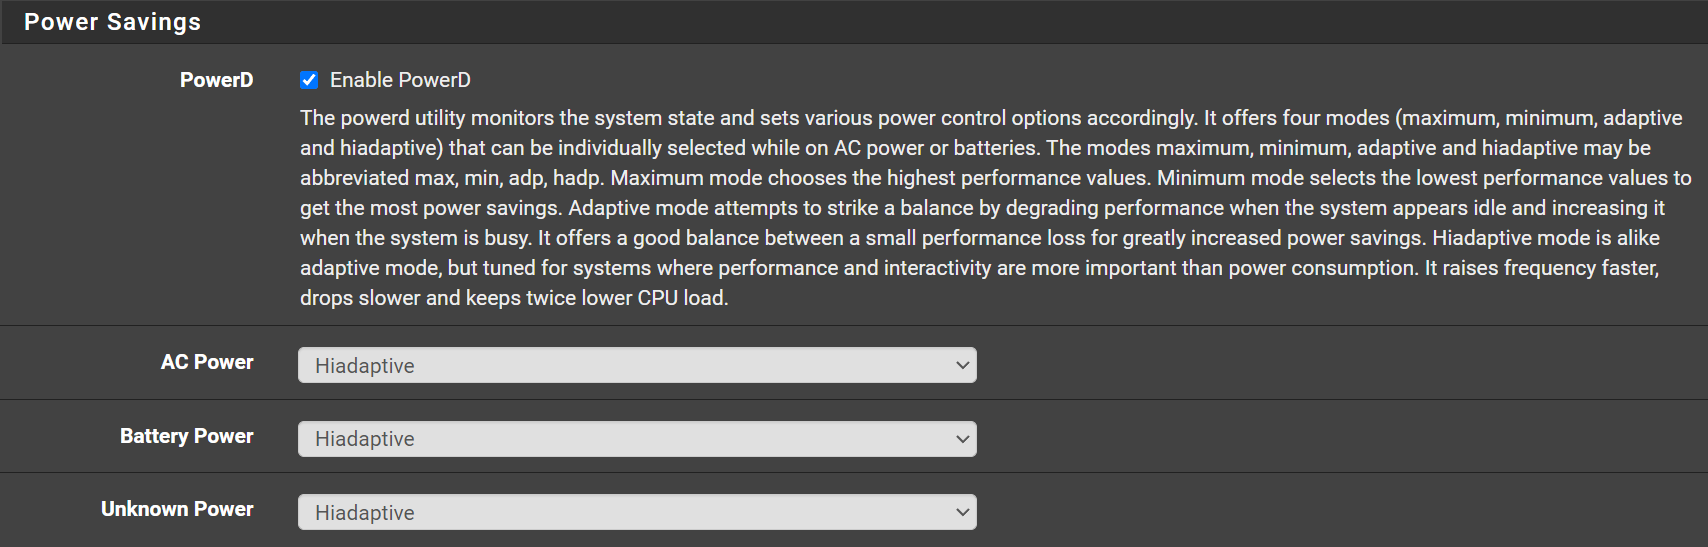 Power Savings
PowerD
Enable PowerD
The powerd utility monitors the system state and sets various power control options accordingly. It offers four modes (maximum, minimum, adaptive
and hiadaptive) that can be individually selected while on AC power or batteries. The modes maximum, minimum, adaptive and hiadaptive may be
abbreviated max, min, adp, hadp. Maximum mode chooses the highest performance values. Minimum mode selects the lowest performance values to
get the most power savings. Adaptive mode attempts to strike a balance by degrading performance when the system appears idle and increasing it
when the system is busy. It offers a good balance between a small performance loss for greatly increased power savings. Hiadaptive mode is alike
adaptive mode, but tuned for systems where performance and interactivity are more important than power consumption. It raises frequency faster,
drops slower and keeps twice lower CPU load.
AC Power
Hiadaptive
Battery Power
Hiadaptive
Unknown Power
Hiadaptive